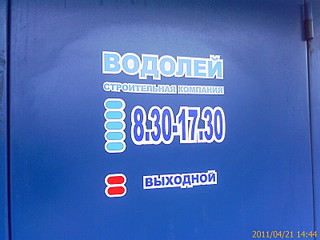 ВОДОЛЕЙ
СТРОИТЕЛЬНАЯ КОМПАНИЯ
8.30-17.30
ВЫХОДНОЙ
2011/04/21 14:44